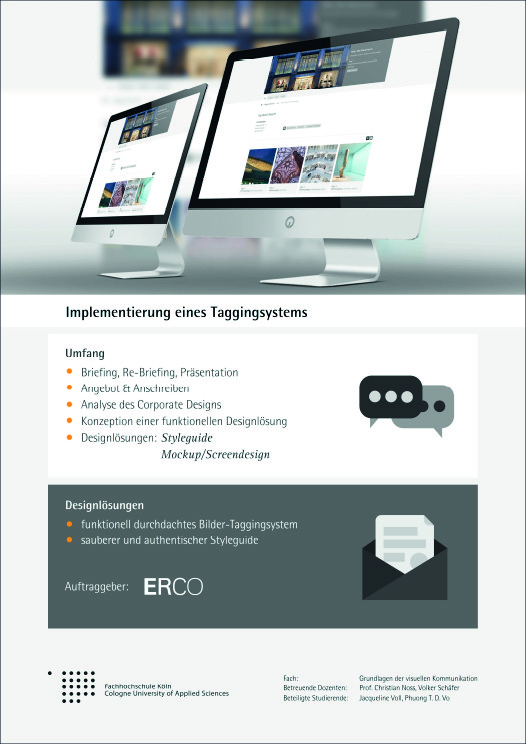 Implementierung eines Taggingsystems
Umfang
Briefing, Re-Briefing, Präsentation
Angebot & Anschreiben
Analyse des Corporate Designs
Konzeption einer funktionellen Designlösung
Designlösungen: Styleguide
Mockup/Screendesign
Designlösungen
funktionell durchdachtes Bilder-Taggingsystem
sauberer und authentischer Styleguide
Auftraggeber: ERCO
Fachhochschule Köln
Cologne University of Applied Sciences
Fach: Grundlagen der visuellen Kommunikation
Betreuende Dozenten: Prof. Christian Noss, Volker Schäfer
Beteiligte Studierende: Jacqueline Voll, Phuong T. D. Vo